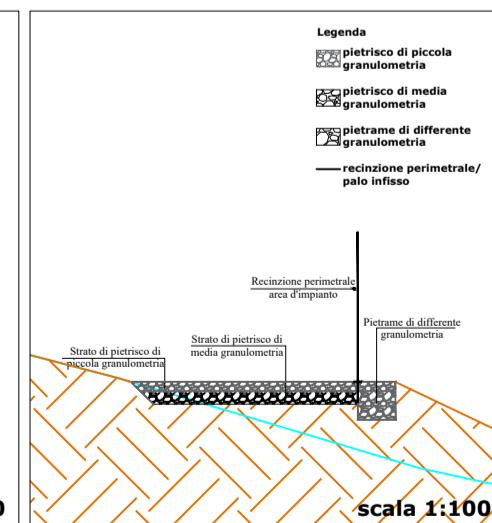 Legenda
pietrisco di piccola
granulometria
pietrisco di media
granulometria
pietrame di differente
granulometria
recinzione perimetrale/
palo infisso
Recinzione perimetrale
area d'impianto
Pietrame di differente
granulometria
Strato di pietrisco di
media granulometria
Strato di pietrisco di
piccola granulometria
0
scala 1:100